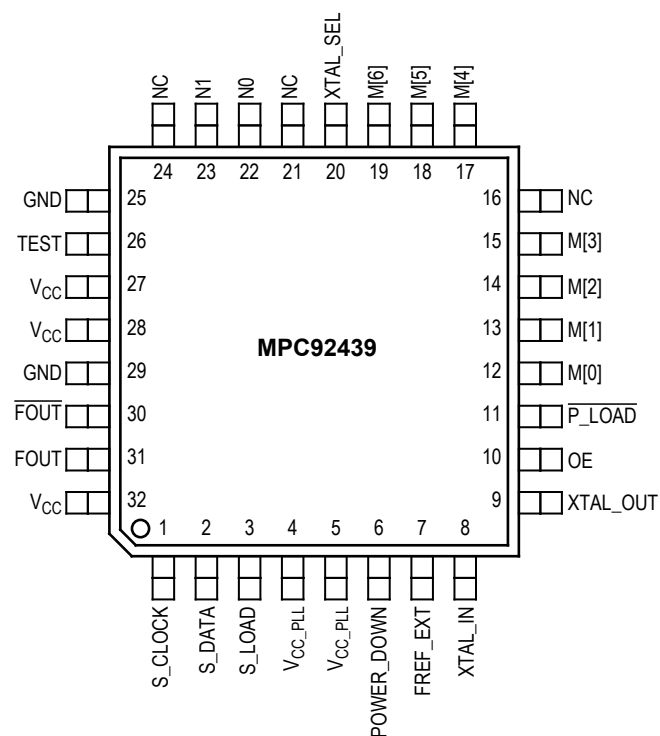 NC
N1
N0
NC
XTAL_SEL
M[6]
M[5]
M[4]
24 23 22 21 20 19 18 17
GND 25 16 NC
TEST 26 15 M[3]
VCC 27 14 M[2]
VCC 28 13 M[1]
MPC92439
GND 29 12 M[0]
F̅O̅U̅T̅ 30 11 P̅_̅L̅O̅A̅D̅
FOUT 31 10 OE
VCC 32 9 XTAL_OUT
1 2 3 4 5 6 7 8
S_CLOCK
S_DATA
S_LOAD
VCC_PLL
VCC_PLL
POWER_DOWN
FREF_EXT
XTAL_IN